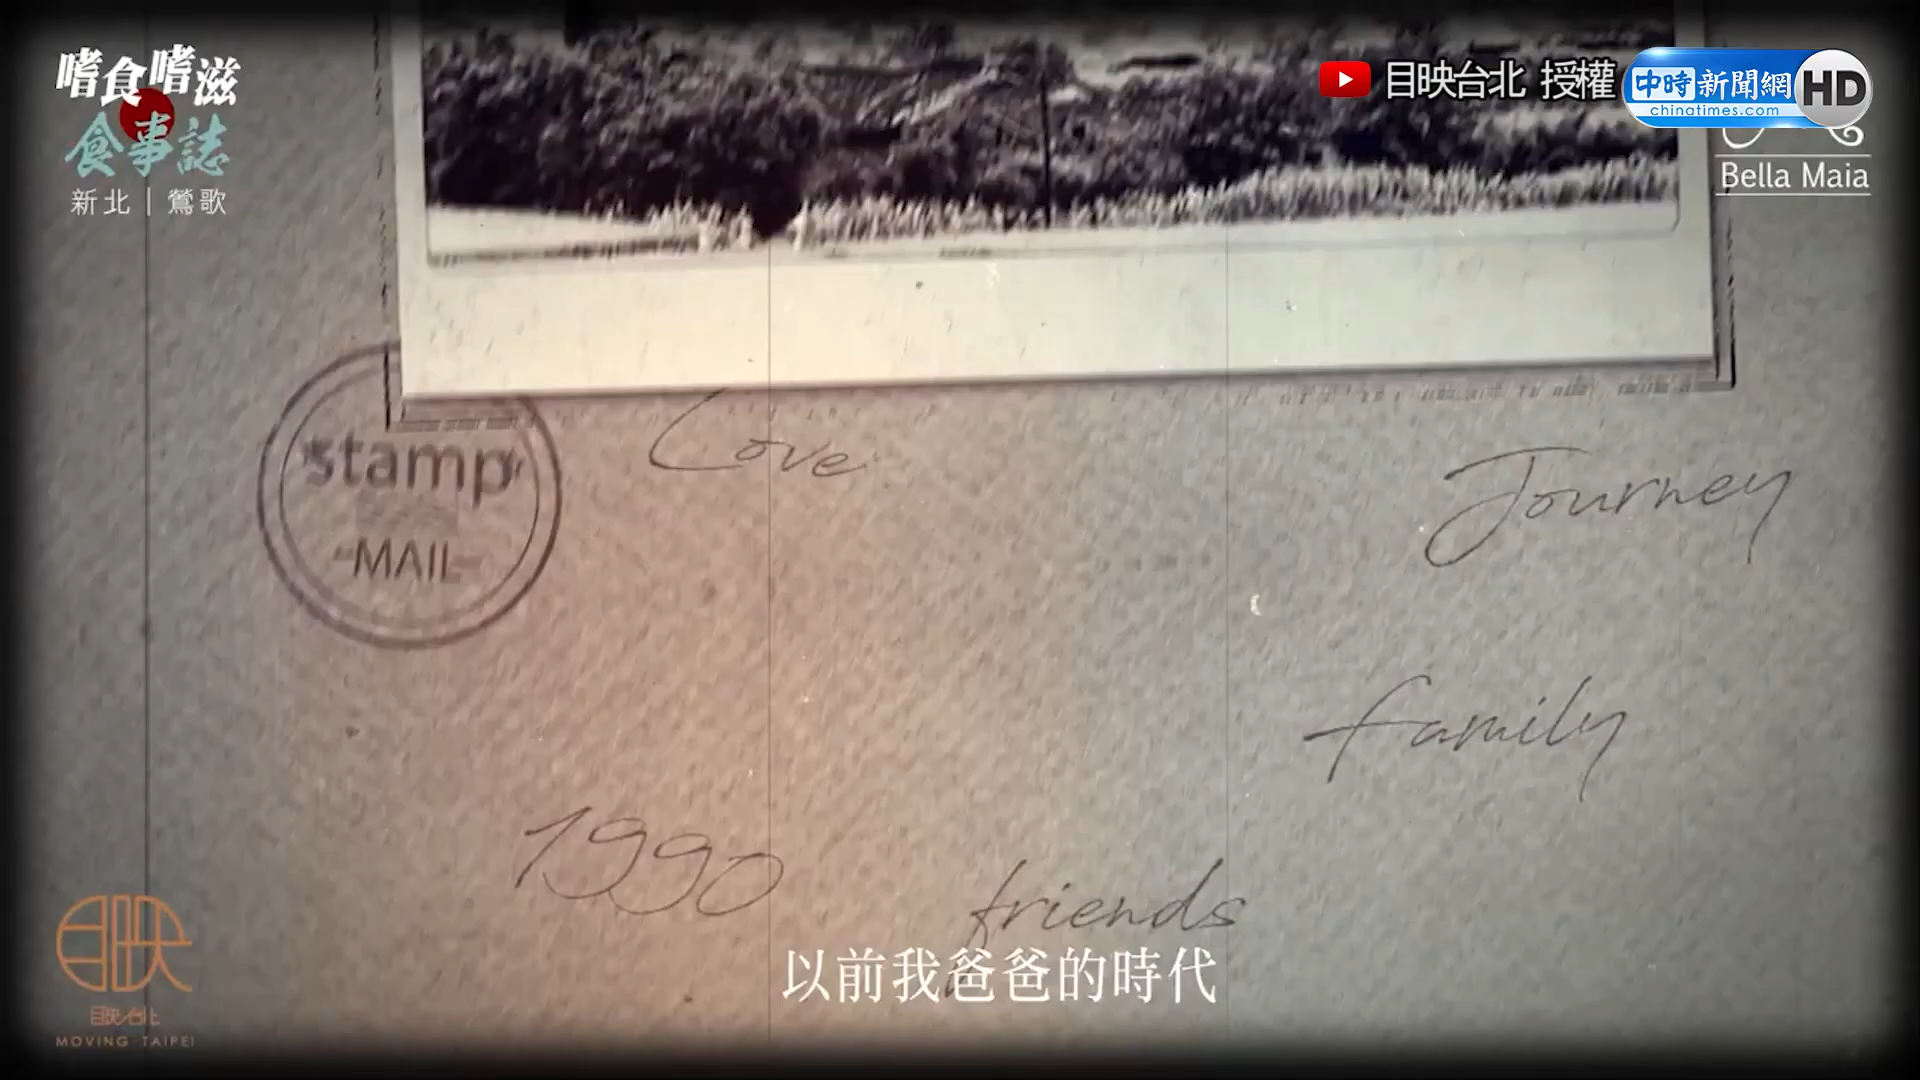 嗜食嗜滋
食事誌
新北｜鶯歌
目映台北 授權
中時新聞網 HD
chinatimes.com
Bella Maia
stamp
MAIL
Love
Journey
family
1990
friends
以前我爸爸的時代
目映
目映台北
MOVING·TAIPEI